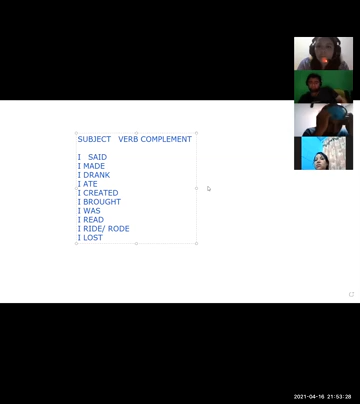 SUBJECT VERB COMPLEMENT
I SAID
I MADE
I DRANK
I ATE
I CREATED
I BROUGHT
I WAS
I READ
I RIDE/ RODE
I LOST
2021-04-16 21:53:28